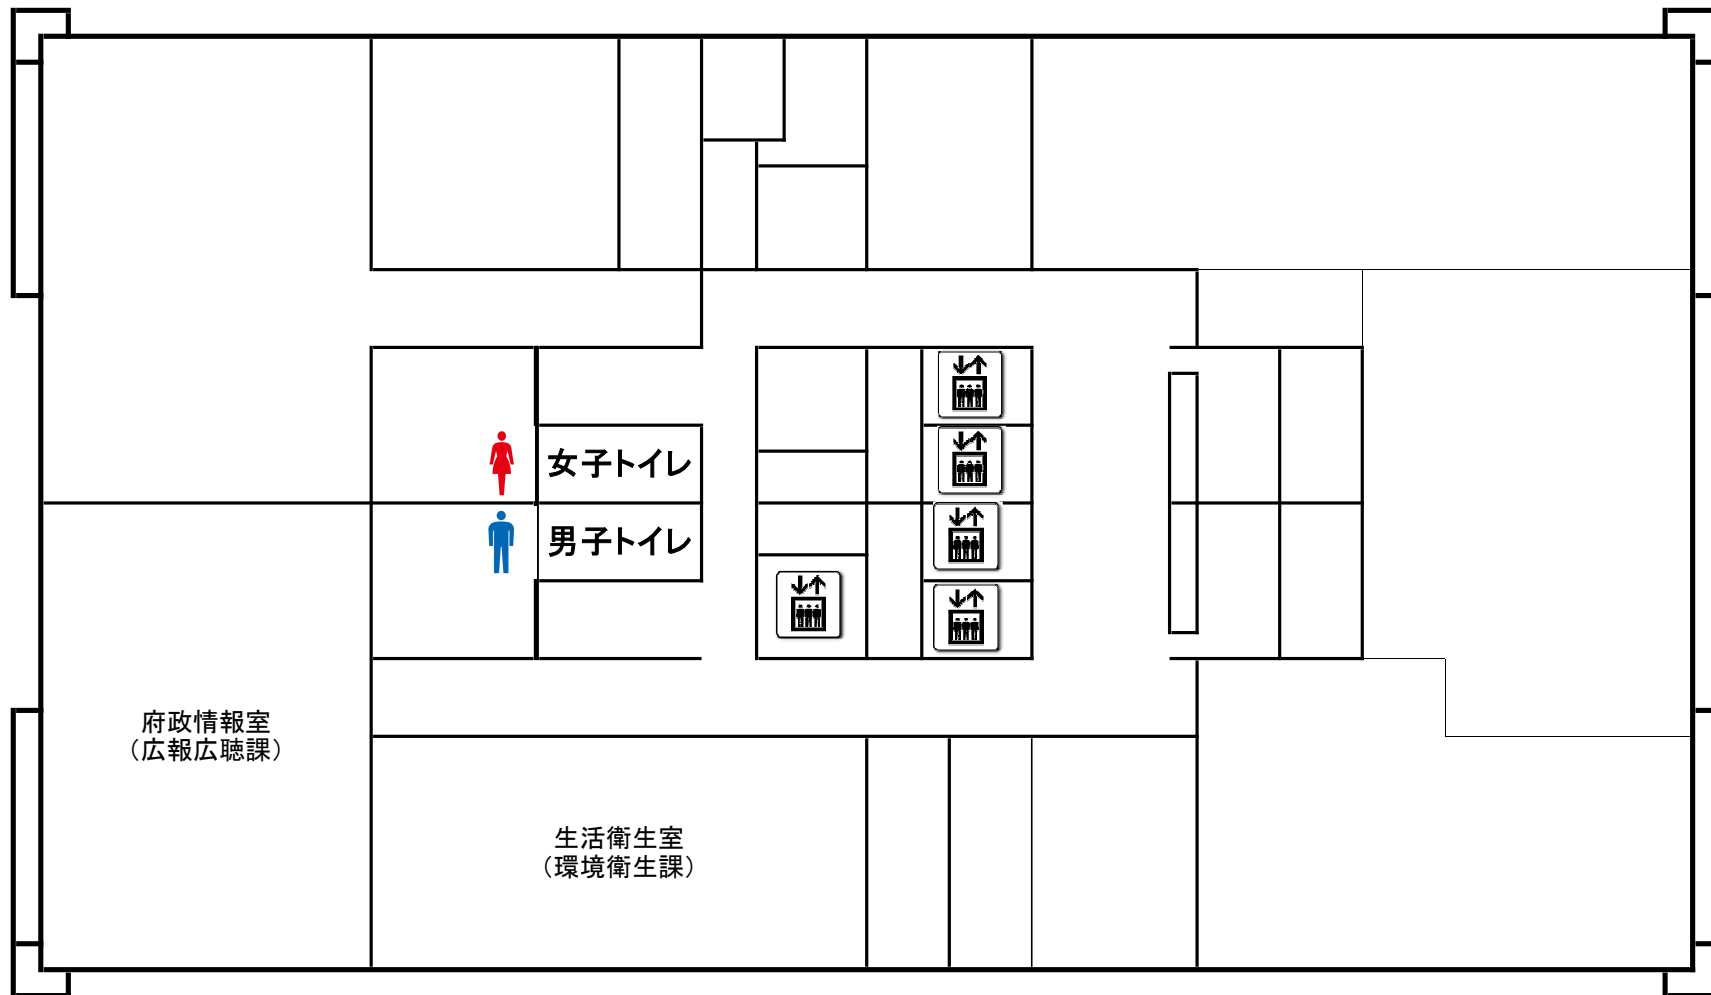 女子トイレ
男子トイレ
府政情報室
（広報広聴課）
生活衛生室
（環境衛生課）